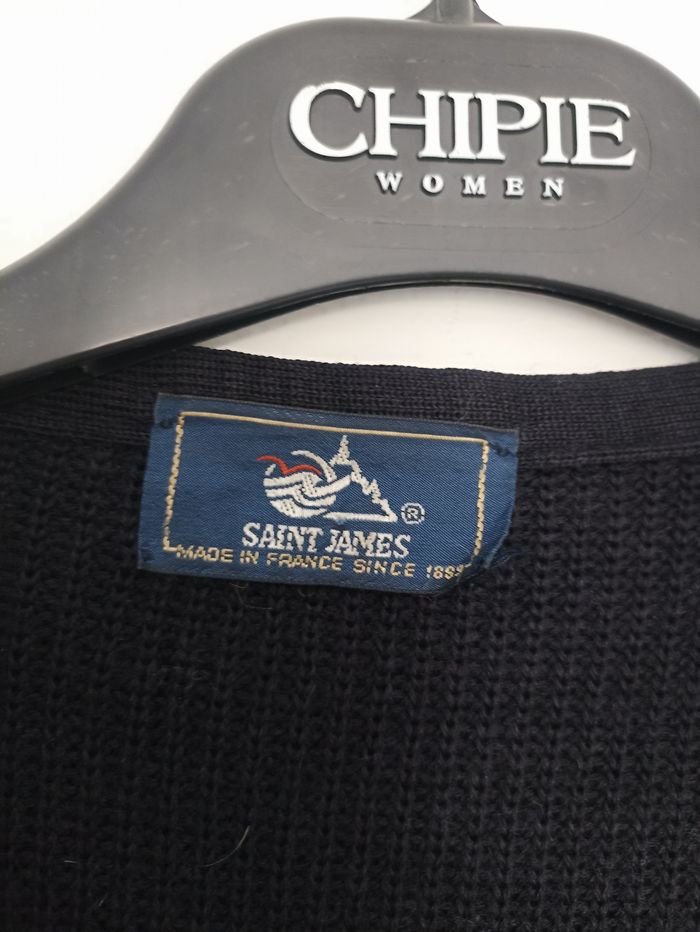 CHIPIE
WOMEN
®
SAINT JAMES
MADE IN FRANCE SINCE